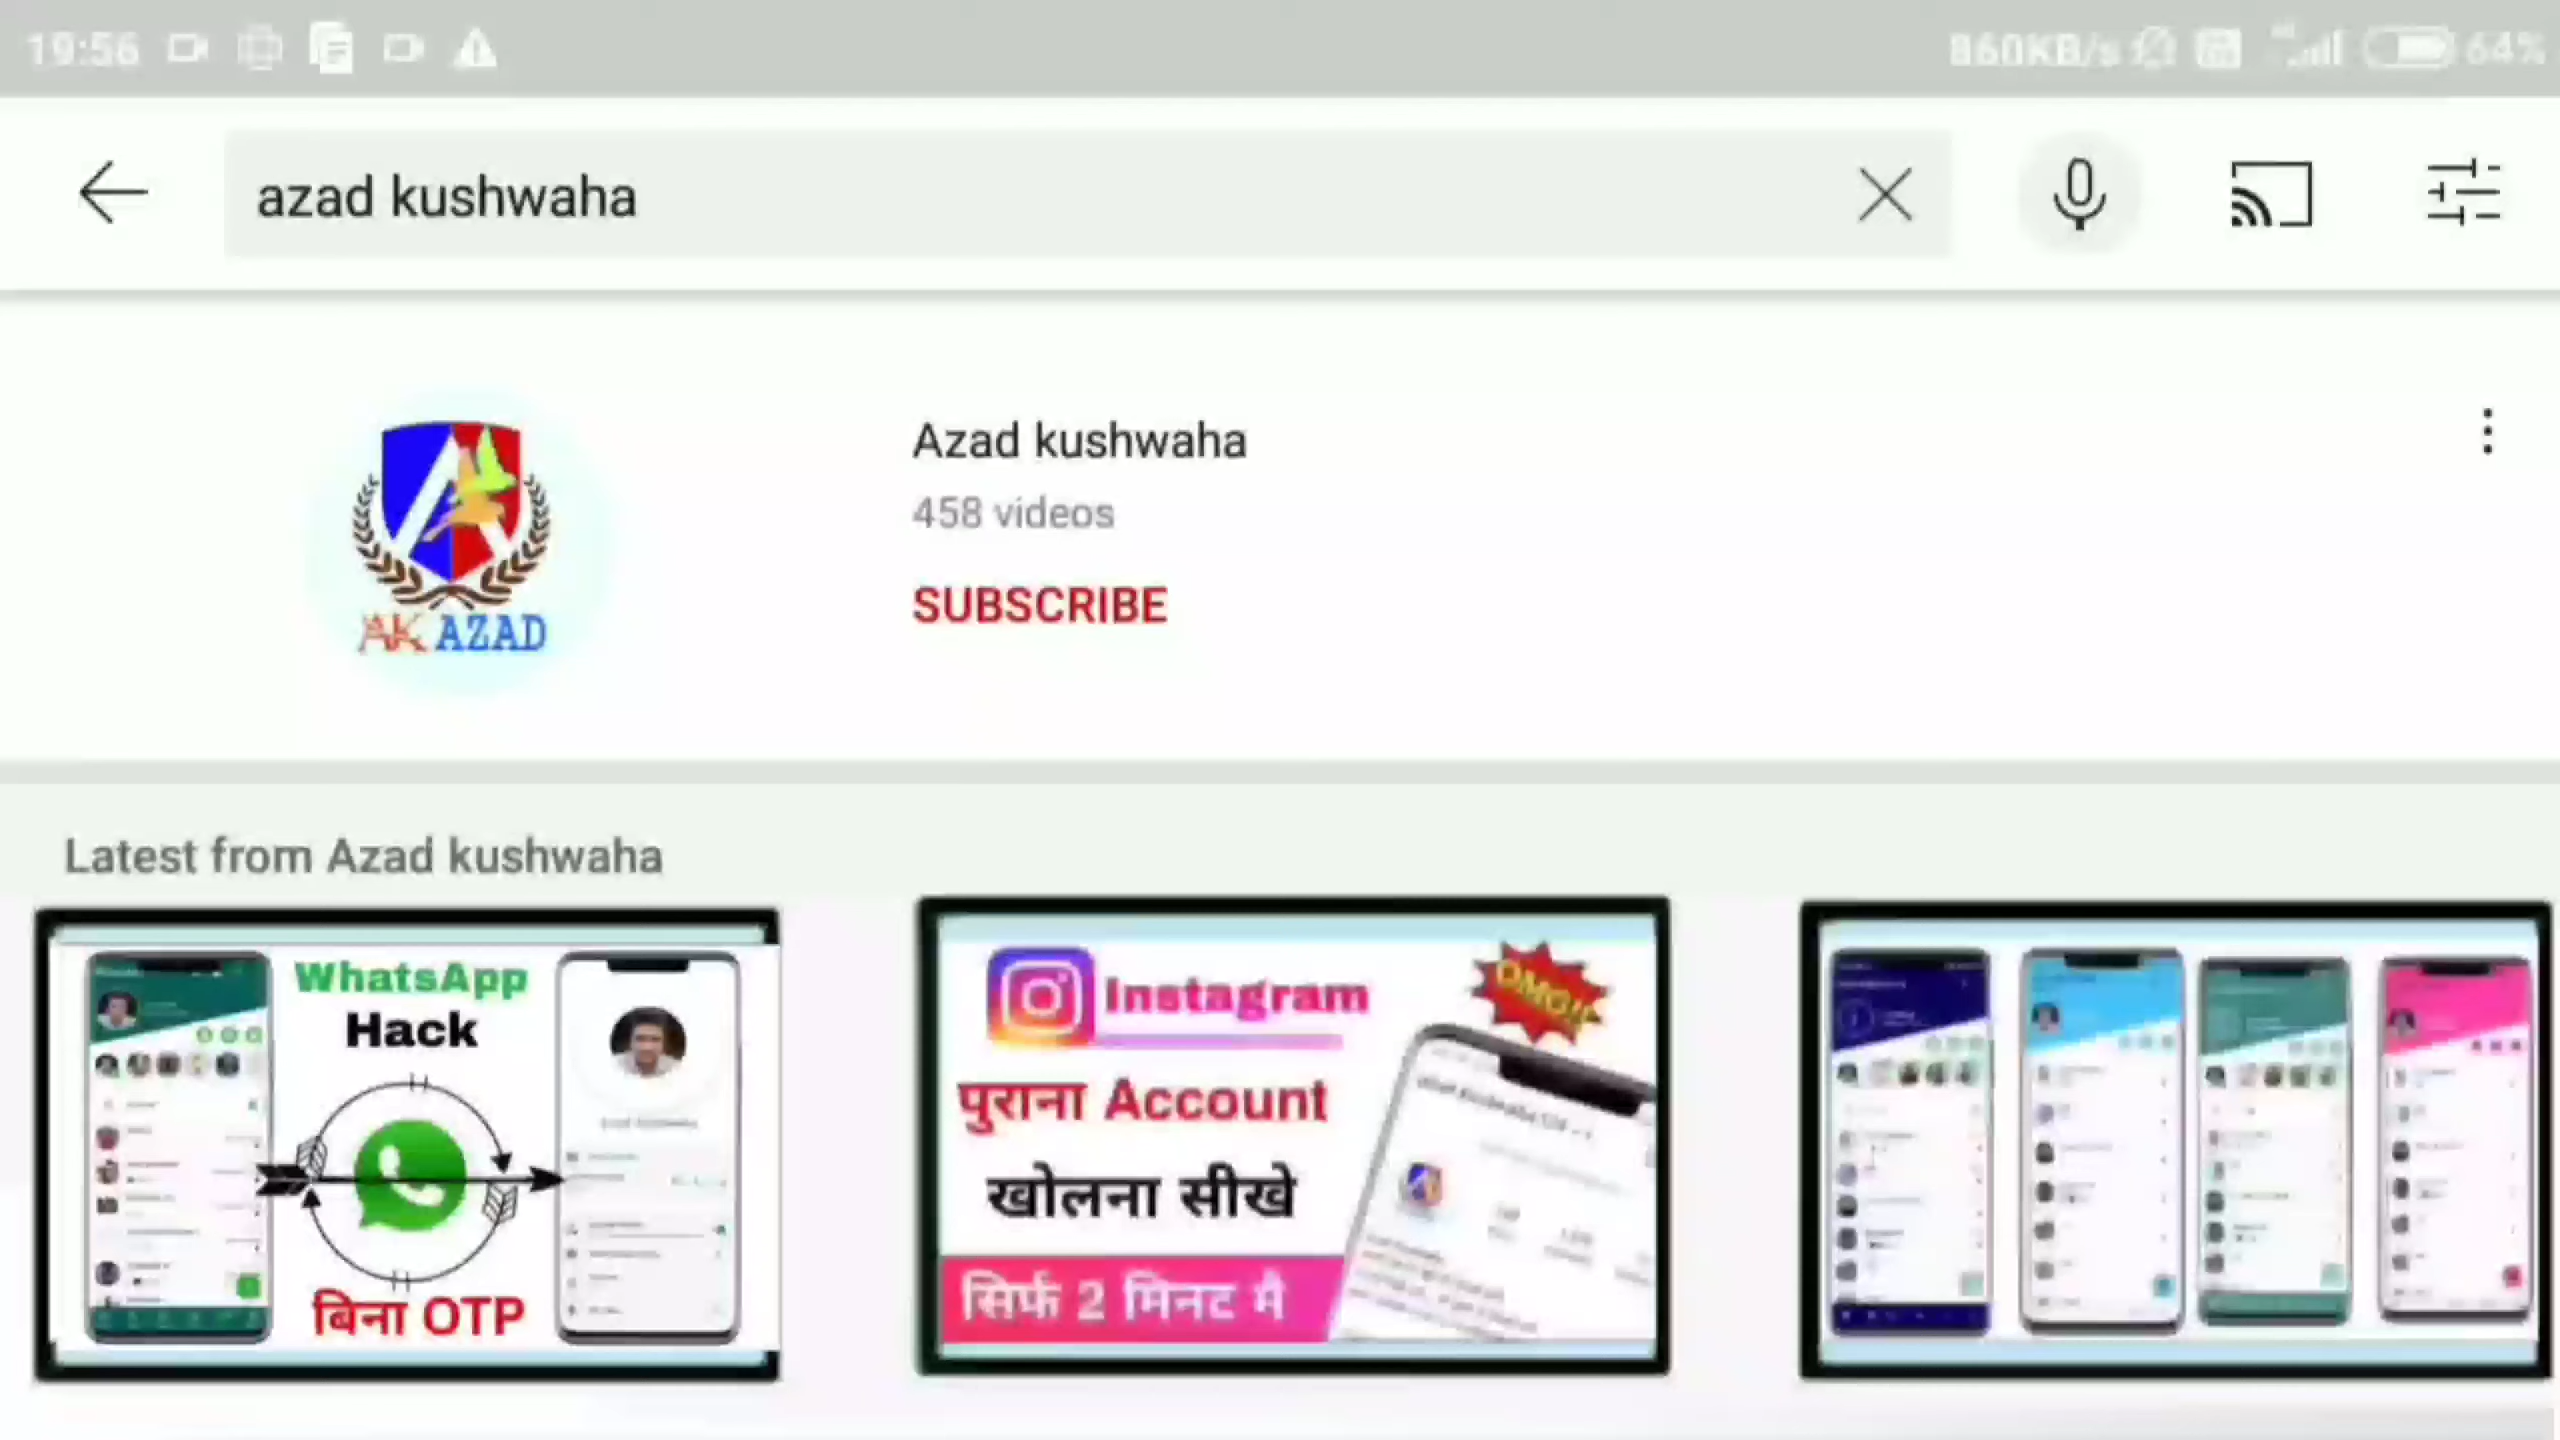 19:56
860KB/s
64%
azad kushwaha
Azad kushwaha
458 videos
SUBSCRIBE
AK AZAD
Latest from Azad kushwaha
WhatsApp
Hack
बिना OTP
Instagram
OMG!!
पुराना Account
खोलना सीखे
सिर्फ 2 मिनट मै